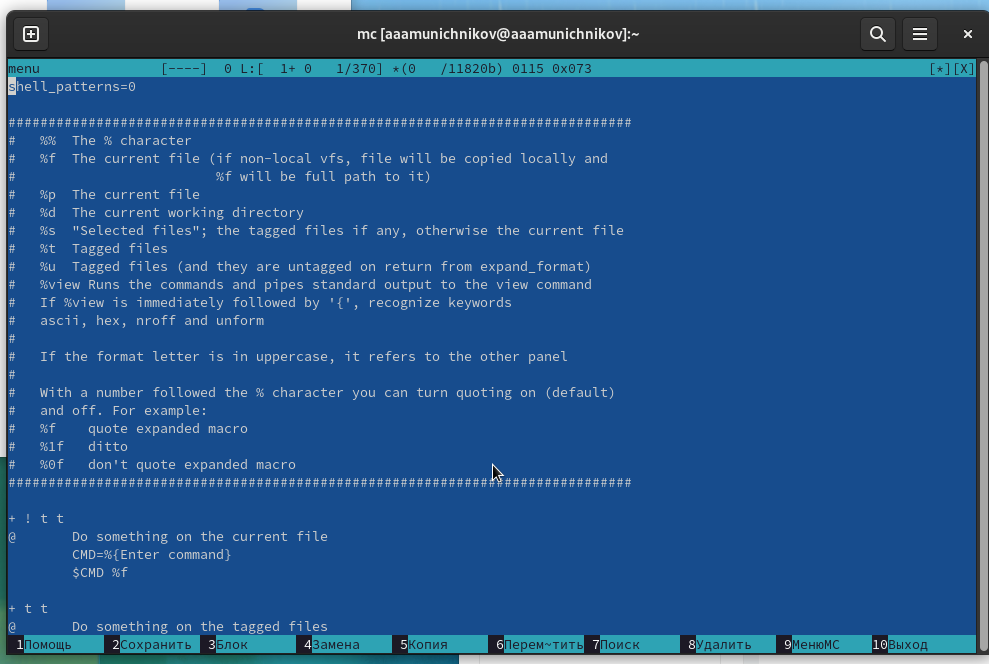 mc [aaamunichnikov@aaamunichnikov]:~
menu               [----]  0 L:[  1+ 0   1/370] *(0   /11820b) 0115 0x073                                          [*][X]
shell_patterns=0
##############################################################################
#   %%  The % character
#   %f  The current file (if non-local vfs, file will be copied locally and
#                         %f will be full path to it)
#   %p  The current file
#   %d  The current working directory
#   %s  "Selected files"; the tagged files if any, otherwise the current file
#   %t  Tagged files
#   %u  Tagged files (and they are untagged on return from expand_format)
#   %view Runs the commands and pipes standard output to the view command
#   If %view is immediately followed by '{', recognize keywords
#   ascii, hex, nroff and unform
#
#   If the format letter is in uppercase, it refers to the other panel
#
#   With a number followed the % character you can turn quoting on (default)
#   and off. For example:
#   %f    quote expanded macro
#   %1f   ditto
#   %0f   don't quote expanded macro
##############################################################################
+ ! t t
@       Do something on the current file
        CMD=%{Enter command}
        $CMD %f
+ t t
@       Do something on the tagged files
1Помощь 2Сохранить 3Блок 4Замена 5Копия 6Перем~тить 7Поиск 8Удалить 9МенюMC 10Выход